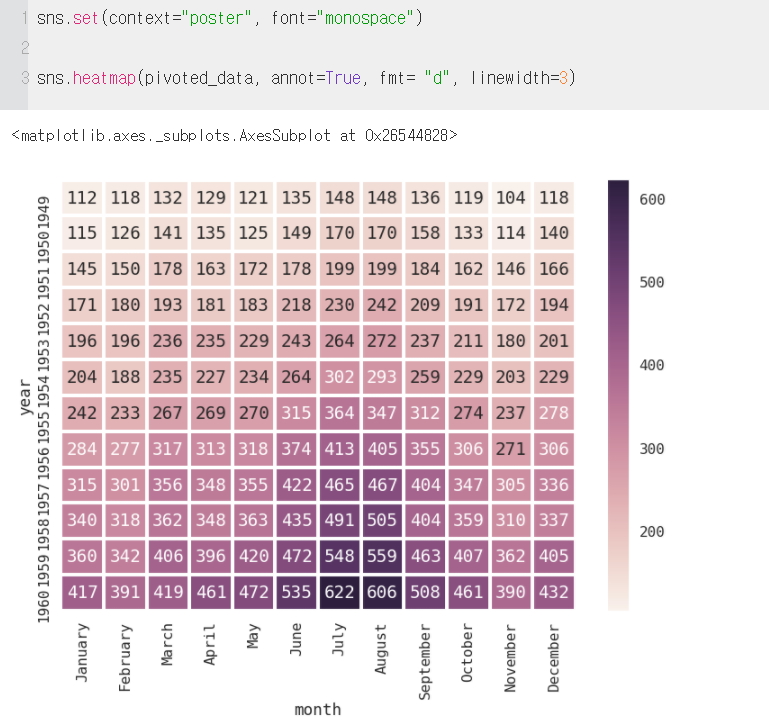 1 sns.set(context="poster", font="monospace")
2
3 sns.heatmap(pivoted_data, annot=True, fmt= "d", linewidth=3)
<matplotlib.axes._subplots.AxesSubplot at 0x26544828>
1949 112 118 132 129 121 135 148 148 136 119 104 118
1950 115 126 141 135 125 149 170 170 158 133 114 140
1951 145 150 178 163 172 178 199 199 184 162 146 166
1952 171 180 193 181 183 218 230 242 209 191 172 194
1953 196 196 236 235 229 243 264 272 237 211 180 201
1954 204 188 235 227 234 264 302 293 259 229 203 229
1955 242 233 267 269 270 315 364 347 312 274 237 278
1956 284 277 317 313 318 374 413 405 355 306 271 306
1957 315 301 356 348 355 422 465 467 404 347 305 336
1958 340 318 362 348 363 435 491 505 404 359 310 337
1959 360 342 406 396 420 472 548 559 463 407 362 405
1960 417 391 419 461 472 535 622 606 508 461 390 432
year
January February March April May June July August September October November December
month
600
500
400
300
200